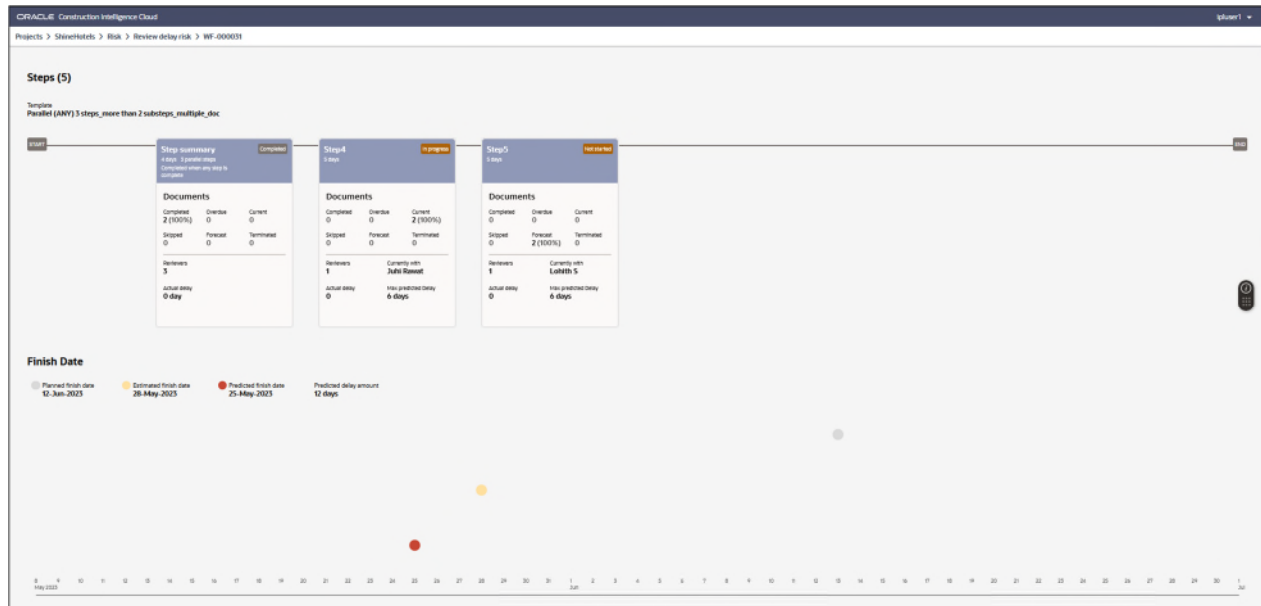 ORACLE Construction Intelligence Cloud
ipluser1
Projects > ShineHotels > Risk > Review delay risk > WF-000031
Steps (5)
Template
Parallel (ANY) 3 steps_more than 2 substeps_multiple_doc
START
END
Step summary
Completed
4 days 3 parallel steps
Completed when any step is
complete
Documents
Completed Overdue Current
2 (100%) 0 0
Skipped Forecast Terminated
0 0 0
Reviewers
3
Actual delay
0 day
Step4
In progress
5 days
Documents
Completed Overdue Current
0 0 2 (100%)
Skipped Forecast Terminated
0 0 0
Reviewers Currently with
1 Juhi Rawat
Actual delay Max predicted Delay
0 6 days
Step5
Not started
5 days
Documents
Completed Overdue Current
0 0 0
Skipped Forecast Terminated
0 2 (100%) 0
Reviewers Currently with
1 Lohith S
Actual delay Max predicted Delay
0 6 days
Finish Date
Planned finish date Estimated finish date Predicted finish date Predicted delay amount
12-Jun-2023 28-May-2023 25-May-2023 12 days
8 9 10 11 12 13 14 15 16 17 18 19 20 21 22 23 24 25 26 27 28 29 30 31 1 2 3 4 5 6 7 8 9 10 11 12 13 14 15 16 17 18 19 20 21 22 23 24 25 26 27 28 29 30 1
May 2023 Jun Jul